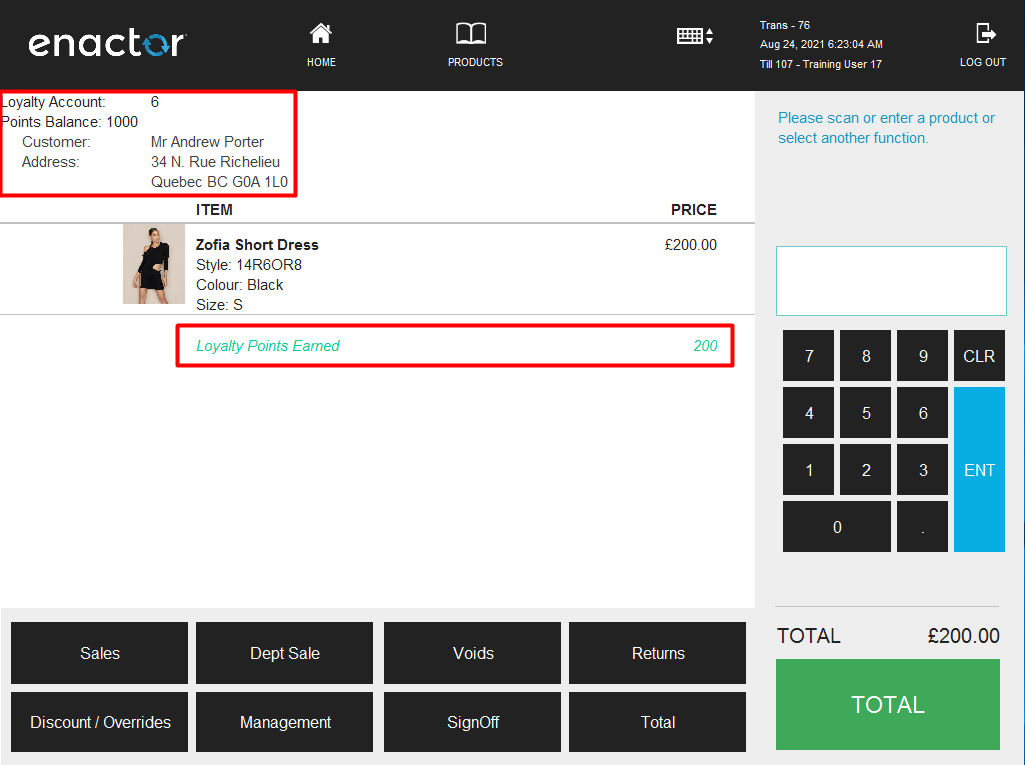 enactor
HOME
PRODUCTS
Trans - 76
Aug 24, 2021 6:23:04 AM
Till 107 - Training User 17
LOG OUT
Loyalty Account: 6
Points Balance: 1000
Customer: Mr Andrew Porter
Address: 34 N. Rue Richelieu
Quebec BC G0A 1L0
ITEM PRICE
Zofia Short Dress £200.00
Style: 14R6OR8
Colour: Black
Size: S
Loyalty Points Earned 200
Please scan or enter a product or
select another function.
7 8 9 CLR
4 5 6
1 2 3 ENT
0 .
TOTAL £200.00
TOTAL
Sales Dept Sale Voids Returns
Discount / Overrides Management SignOff Total